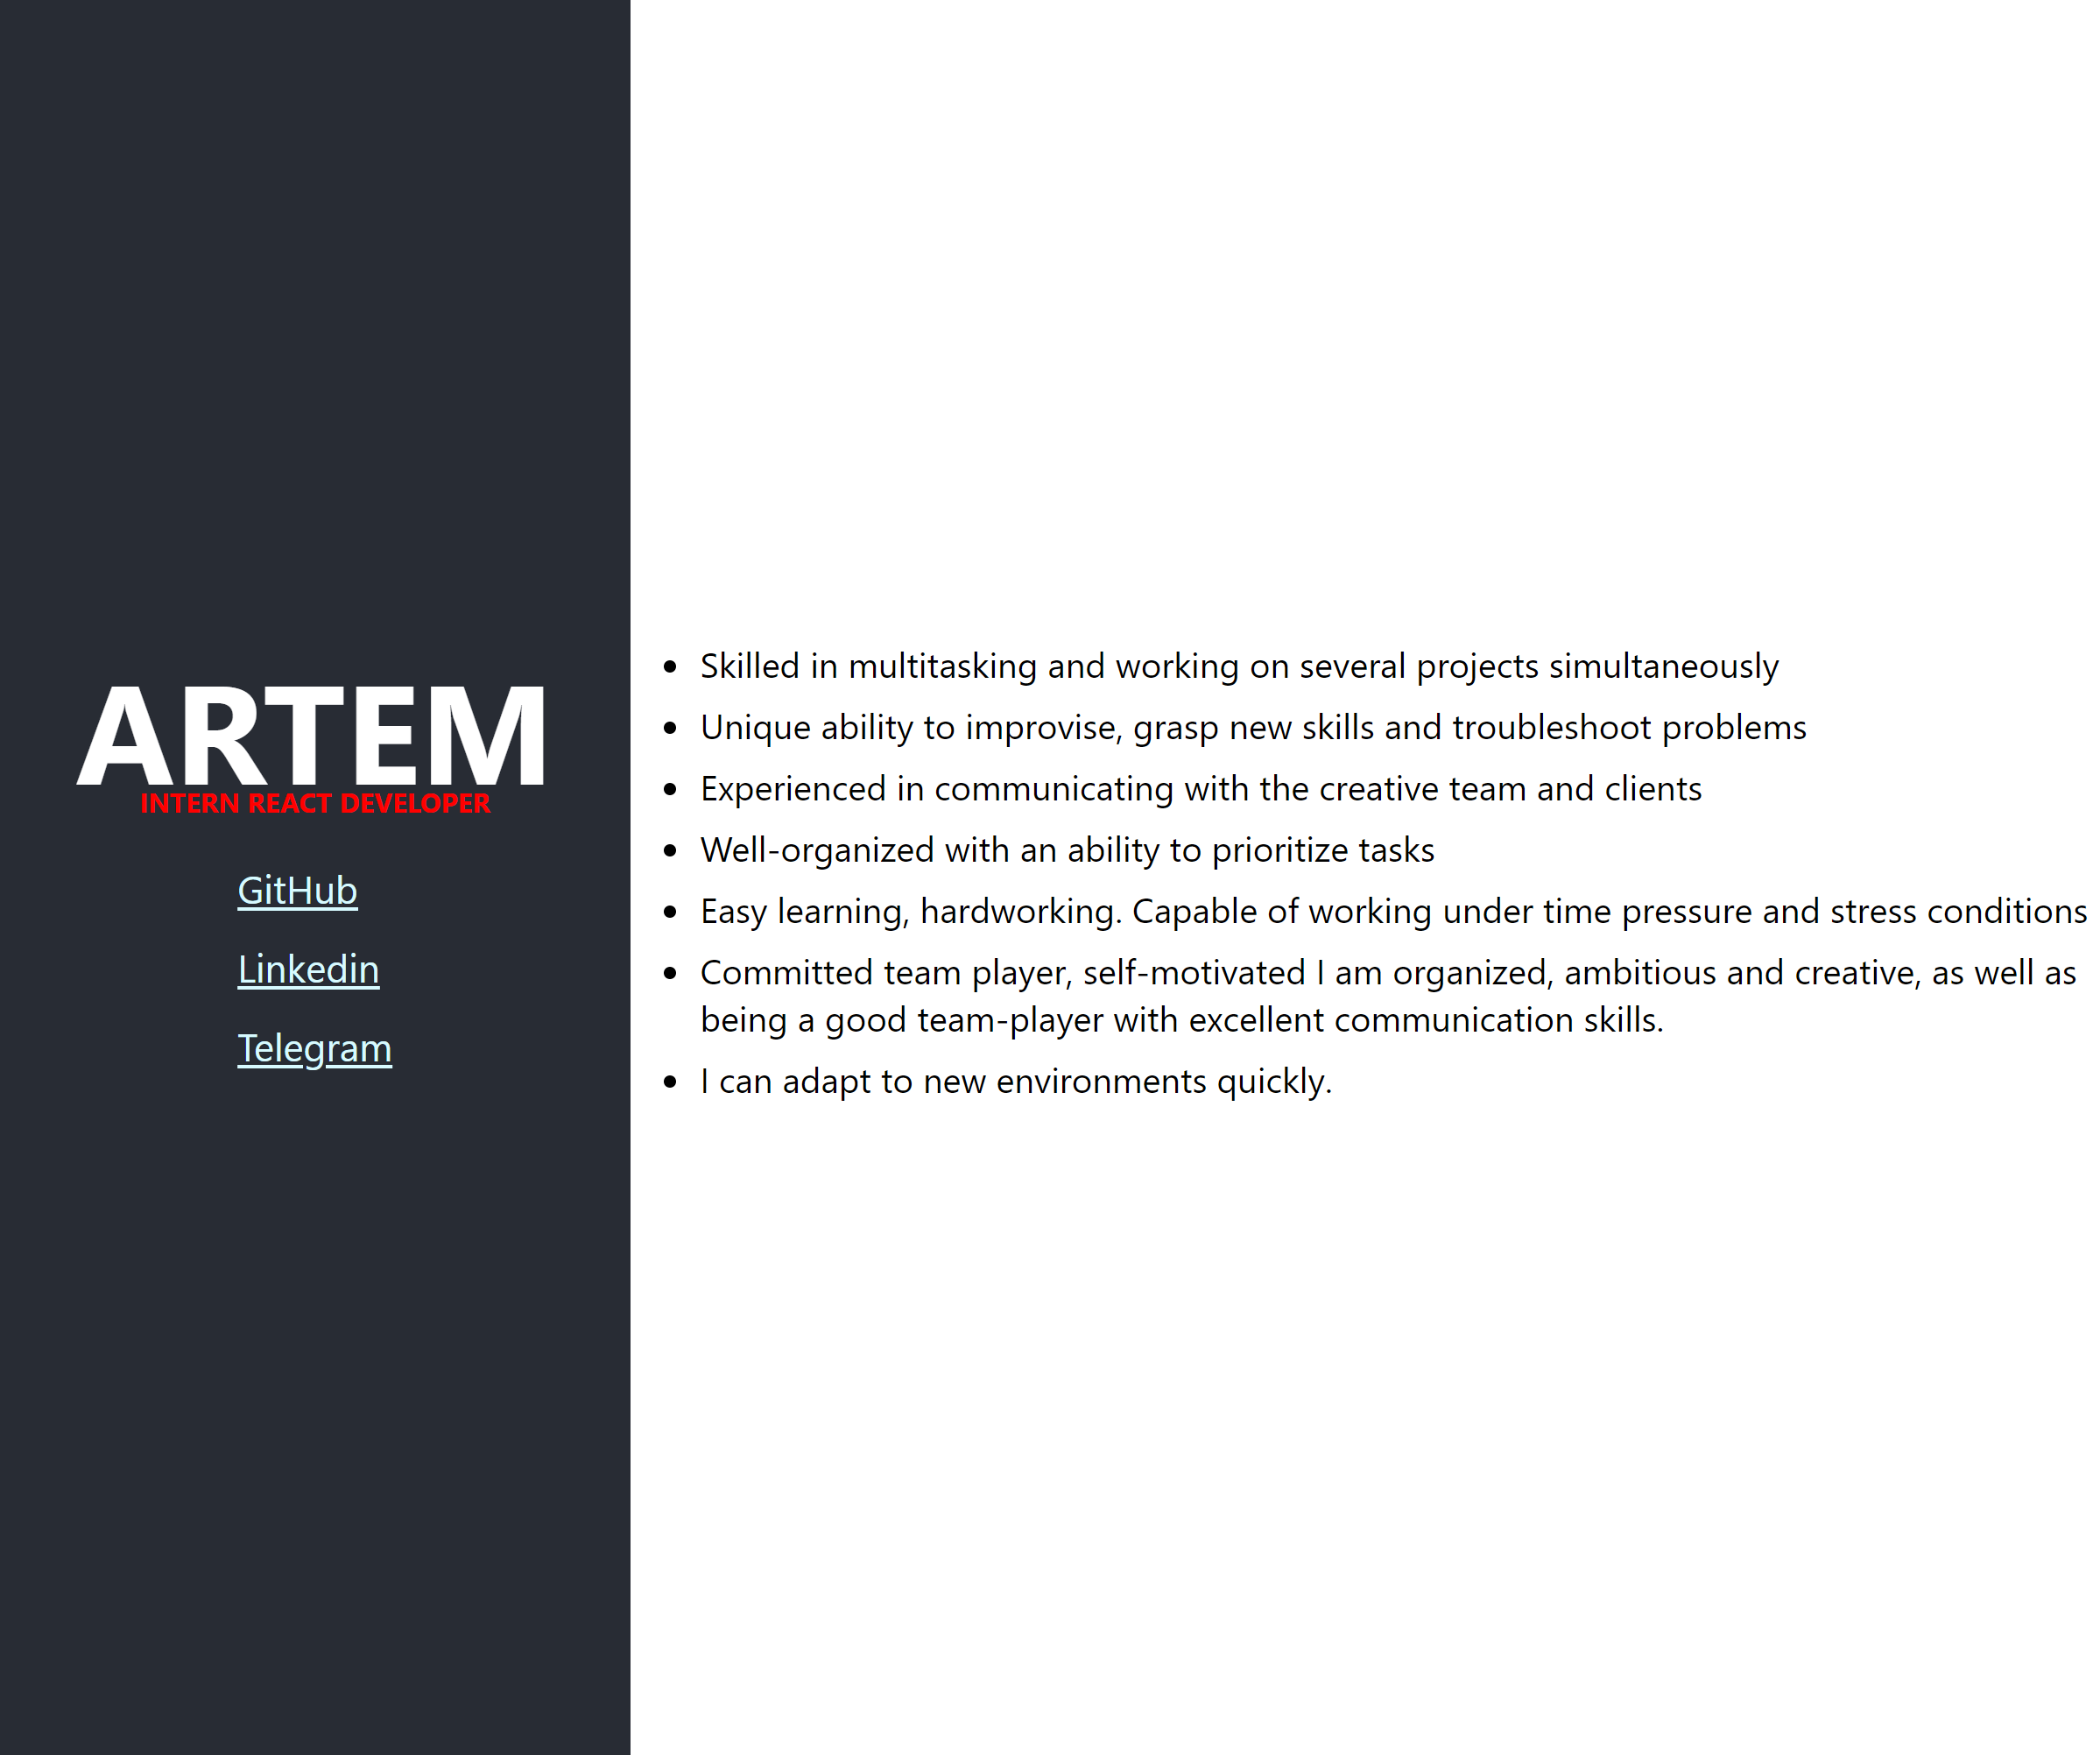 ARTEM
INTERN REACT DEVELOPER
GitHub
Linkedin
Telegram
Skilled in multitasking and working on several projects simultaneously
Unique ability to improvise, grasp new skills and troubleshoot problems
Experienced in communicating with the creative team and clients
Well-organized with an ability to prioritize tasks
Easy learning, hardworking. Capable of working under time pressure and stress conditions
Committed team player, self-motivated I am organized, ambitious and creative, as well as
being a good team-player with excellent communication skills.
I can adapt to new environments quickly.